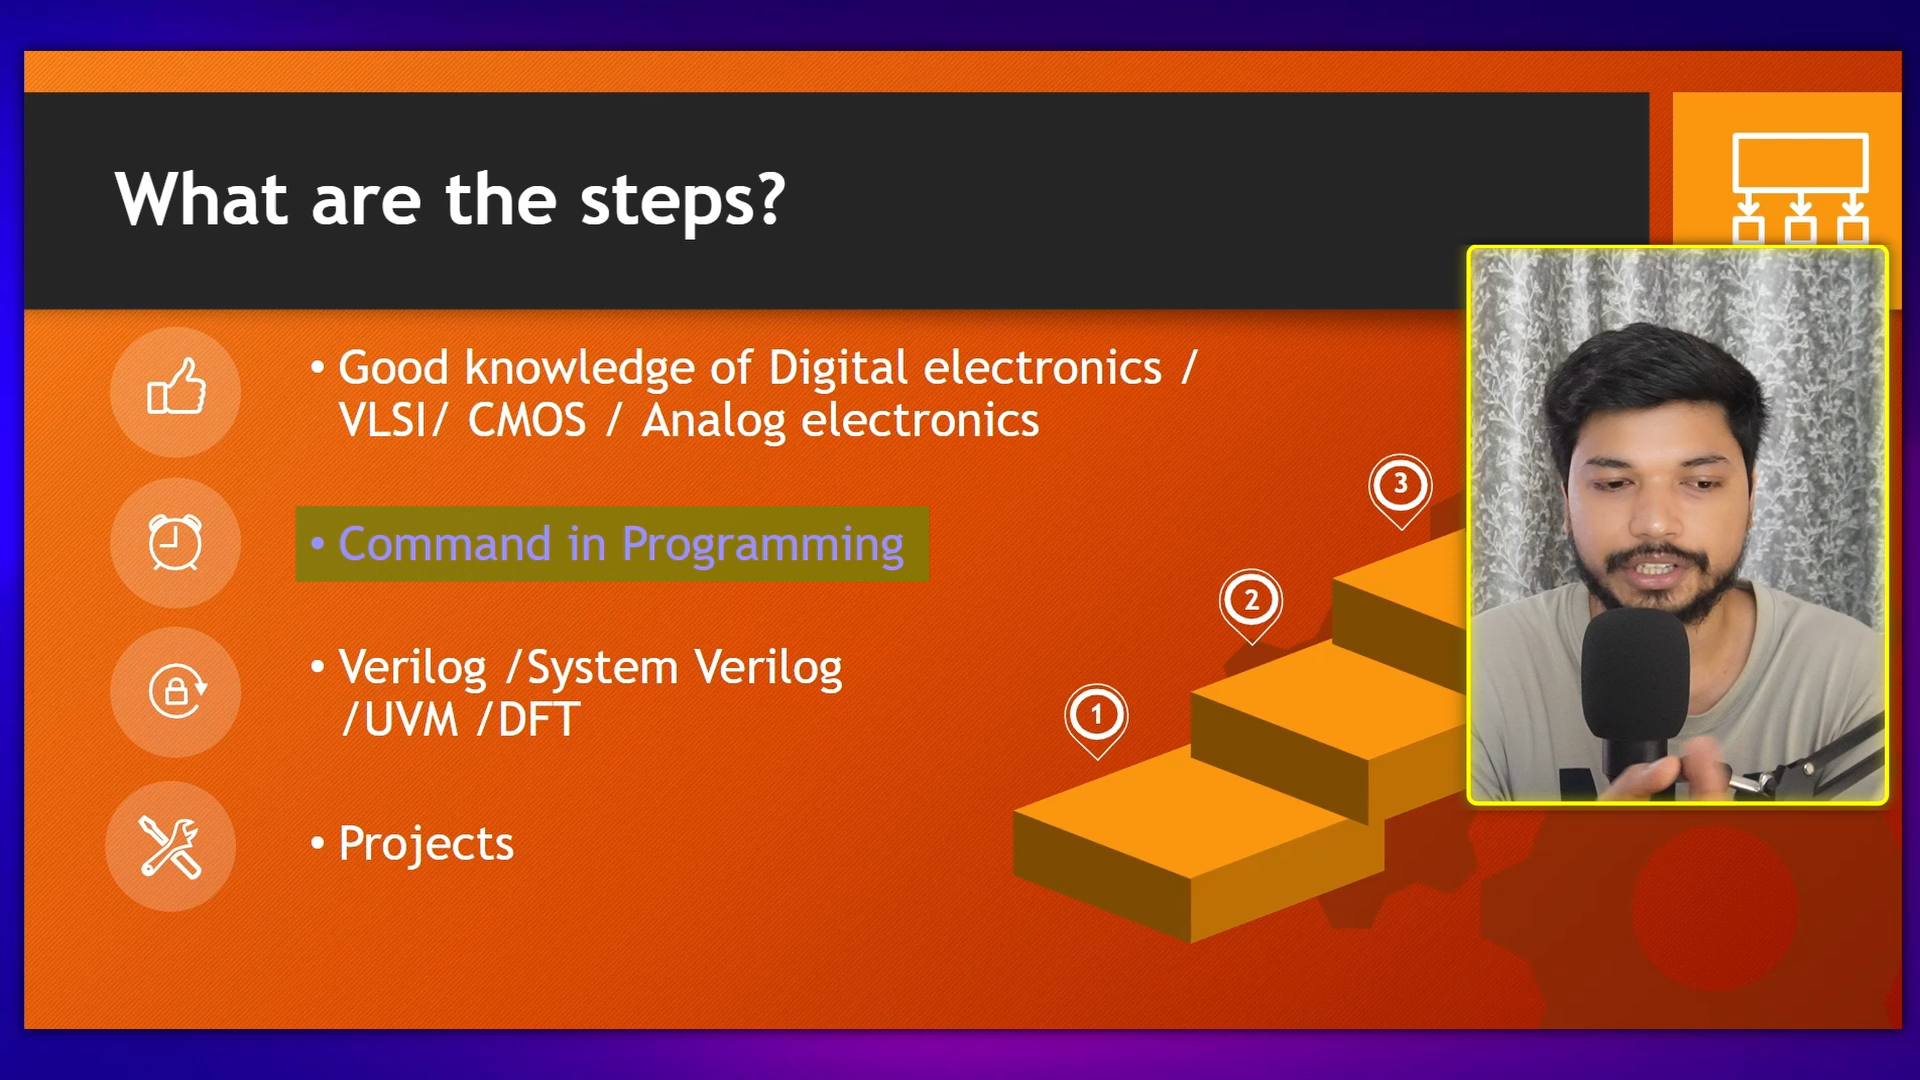 What are the steps?
• Good knowledge of Digital electronics /
VLSI/ CMOS / Analog electronics
• Command in Programming
• Verilog /System Verilog
/UVM /DFT
• Projects
1
2
3